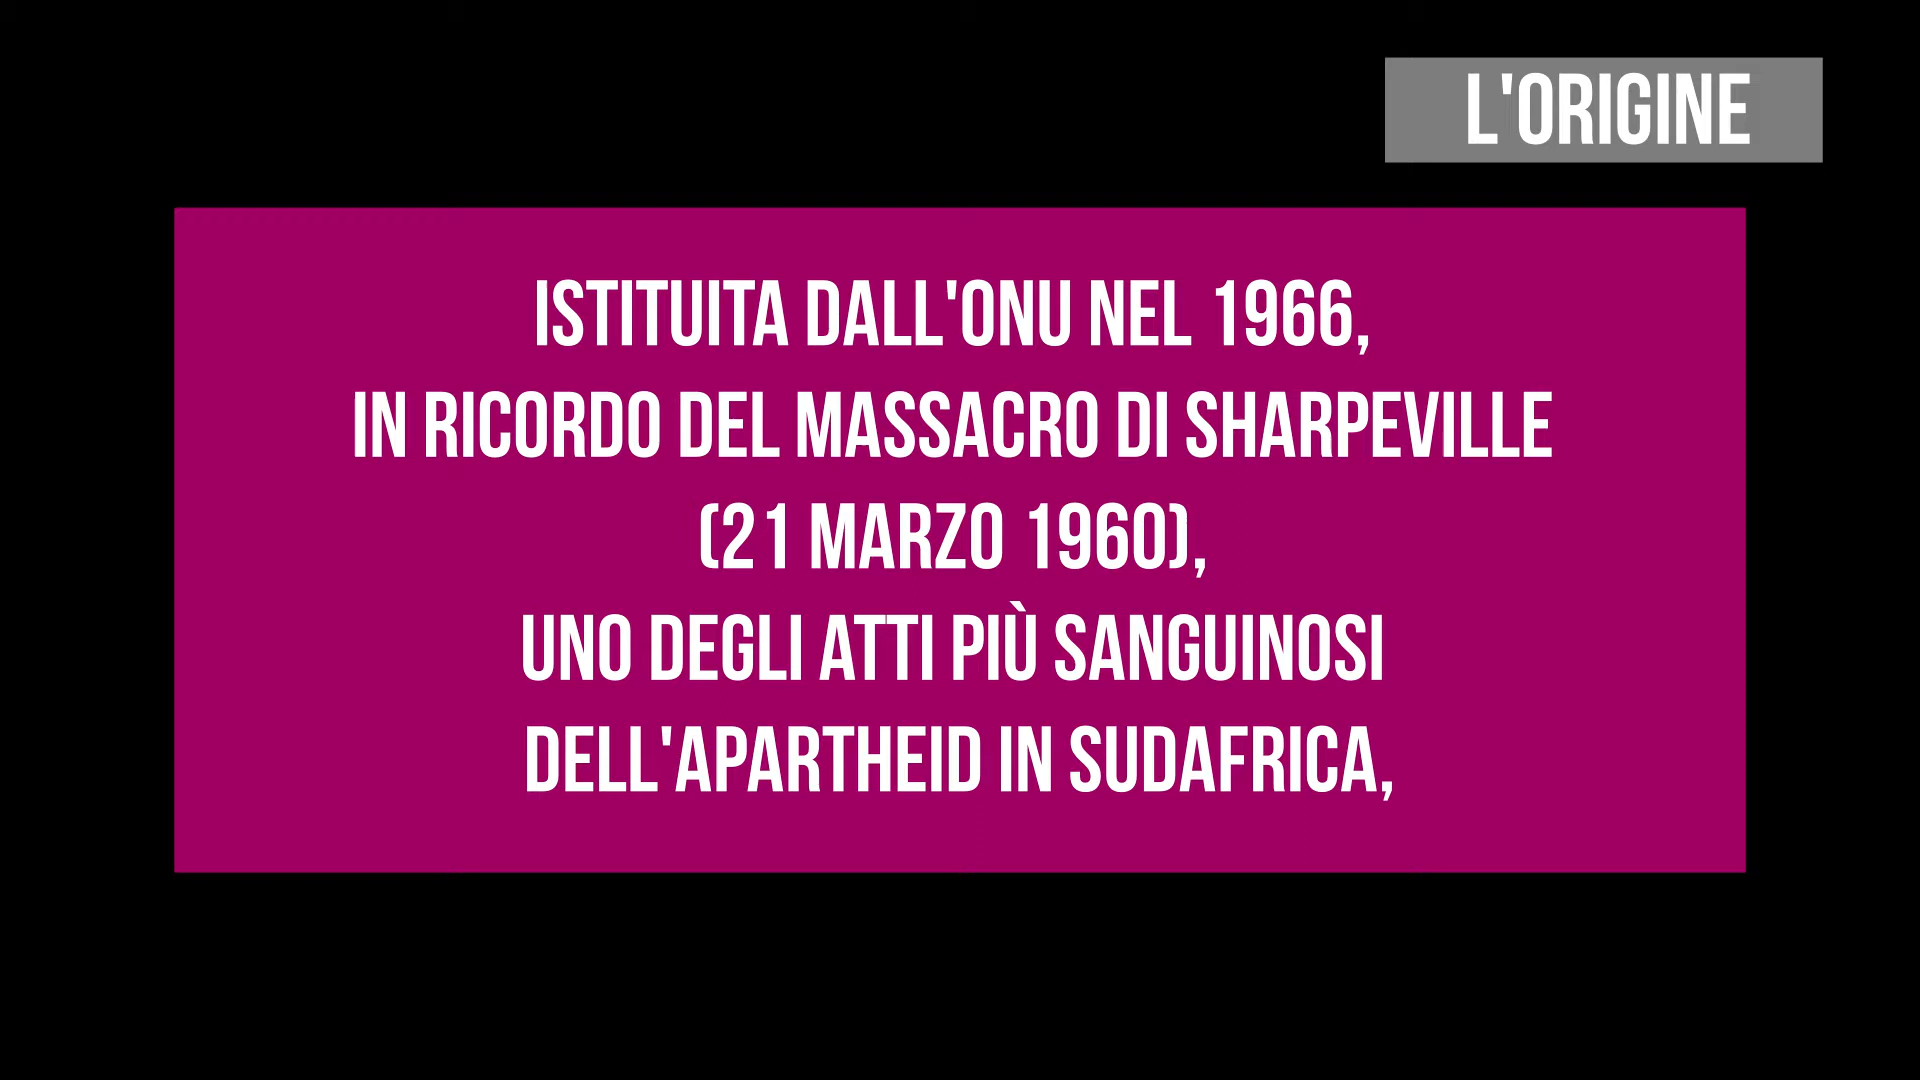 L'ORIGINE
ISTITUITA DALL'ONU NEL 1966,
IN RICORDO DEL MASSACRO DI SHARPEVILLE
(21 MARZO 1960),
UNO DEGLI ATTI PIÙ SANGUINOSI
DELL'APARTHEID IN SUDAFRICA,